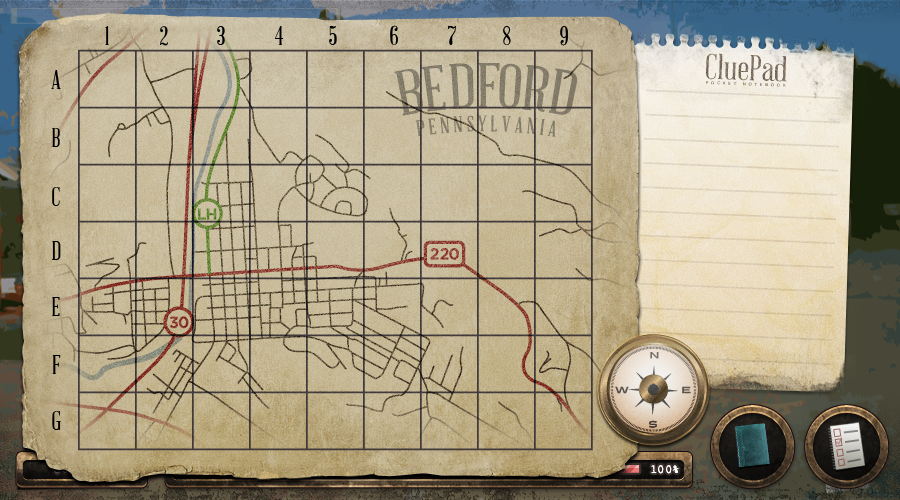 1 2 3 4 5 6 7 8 9
A
B
C
D
E
F
G
BEDFORD
PENNSYLVANIA
LH
220
30
CluePad
POCKET NOTEBOOK
N
W E
S
100%